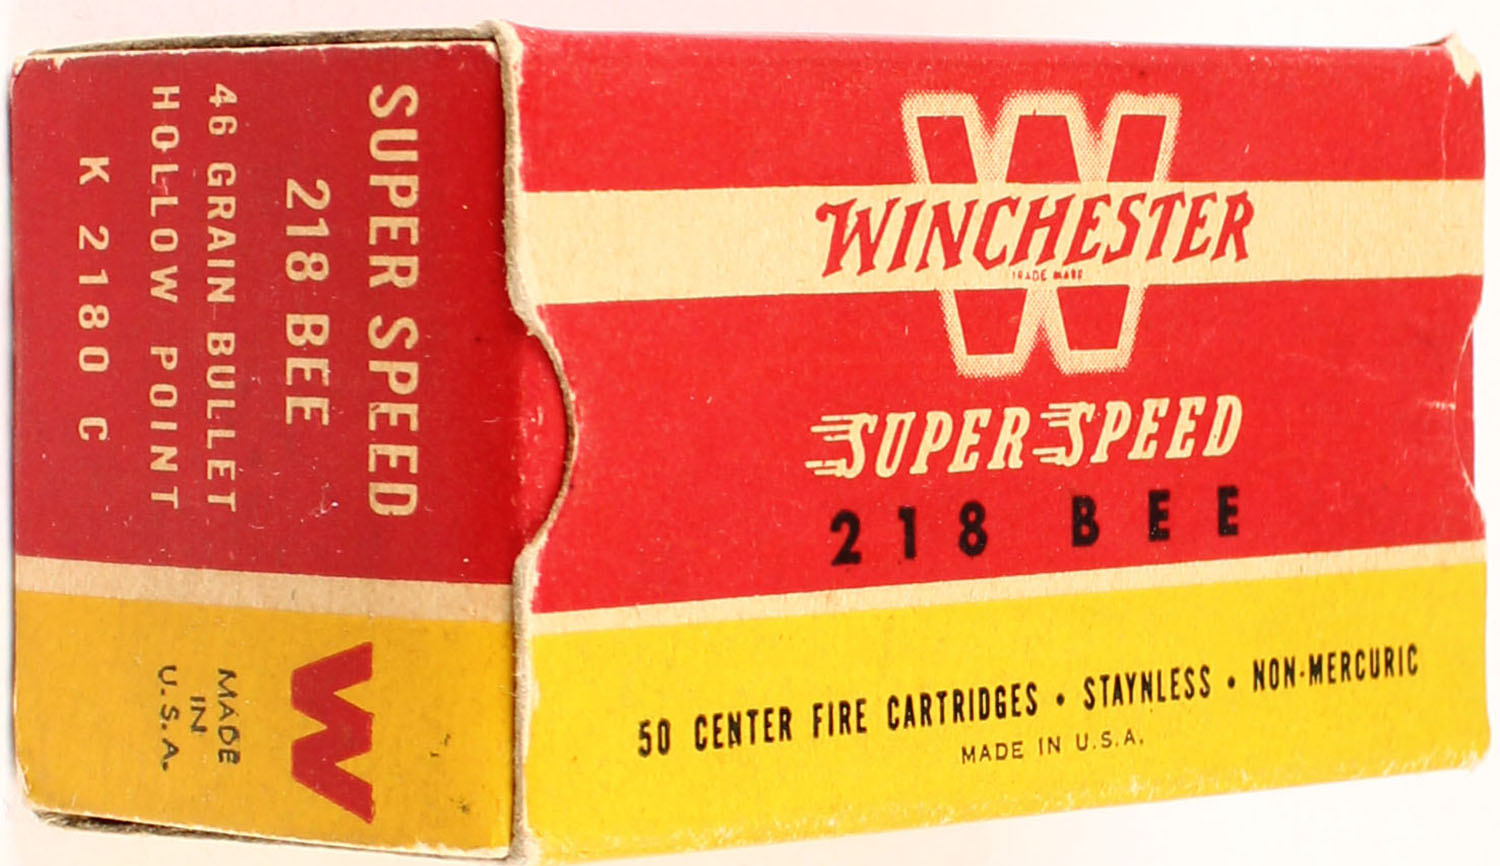 SUPER SPEED
218 BEE
46 GRAIN BULLET
HOLLOW POINT
K 2180 C
W
MADE
IN
U.S.A.
W
WINCHESTER
TRADE MARK
SUPER SPEED
218 BEE
50 CENTER FIRE CARTRIDGES • STAYNLESS • NON-MERCURIC
MADE IN U.S.A.